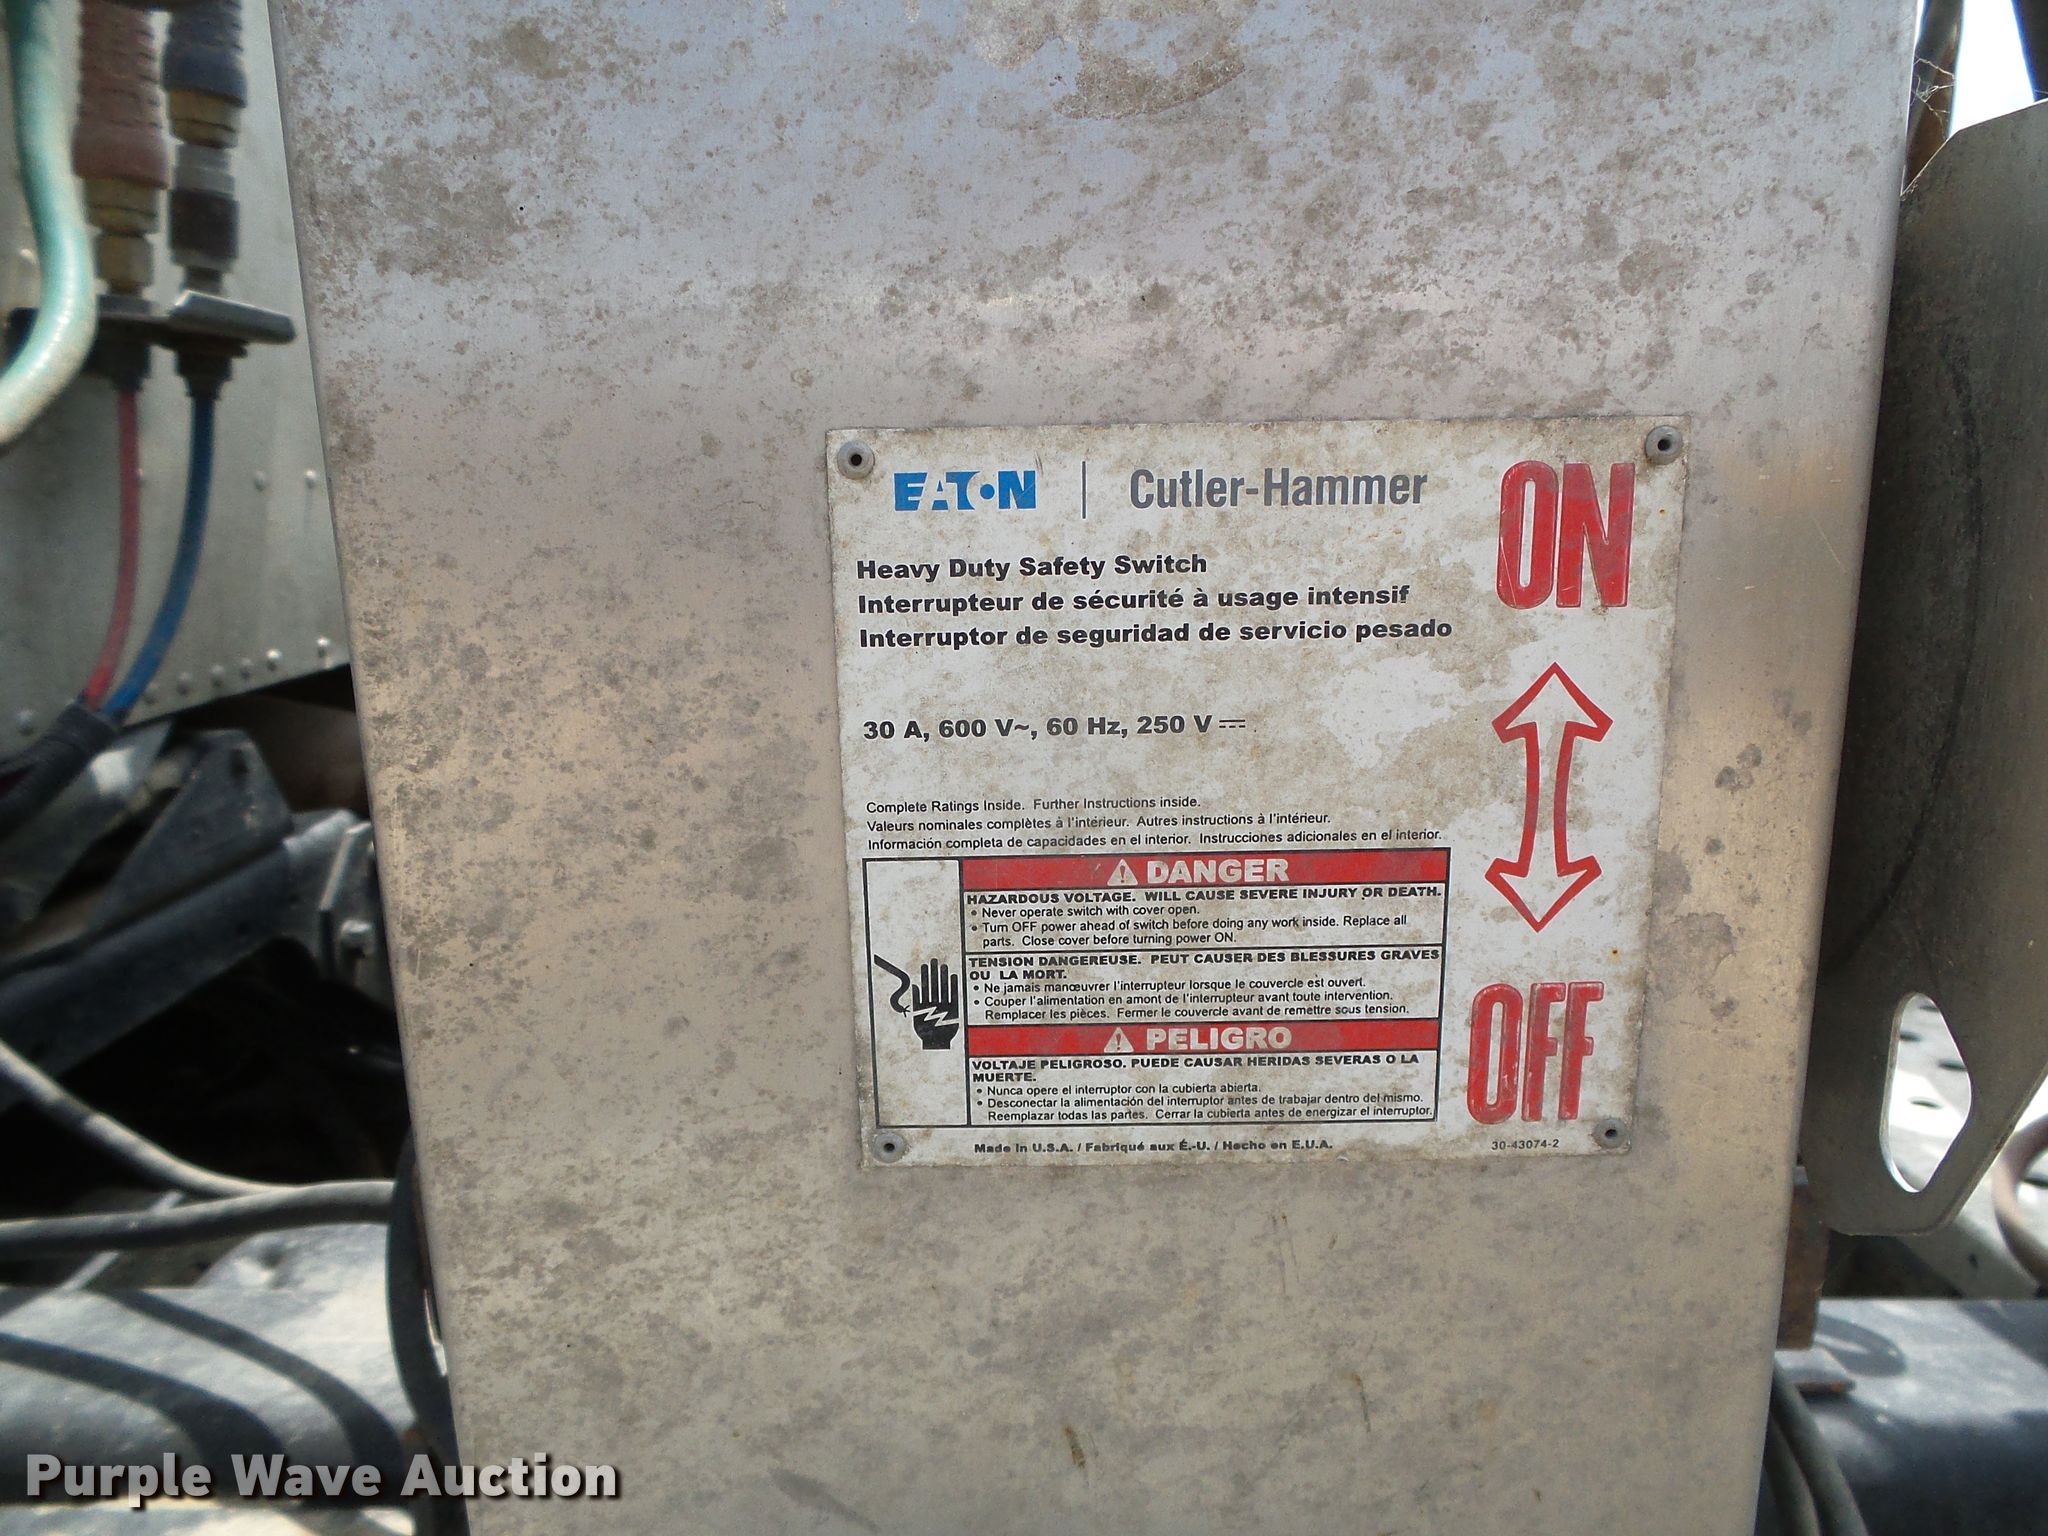 EATON | Cutler-Hammer
Heavy Duty Safety Switch
Interrupteur de sécurité à usage intensif
Interruptor de seguridad de servicio pesado
30 A, 600 V~, 60 Hz, 250 V ⎓
Complete Ratings Inside. Further Instructions inside.
Valeurs nominales complètes à l'intérieur. Autres instructions à l'intérieur.
Información completa de capacidades en el interior. Instrucciones adicionales en el interior.
⚠ DANGER
HAZARDOUS VOLTAGE. WILL CAUSE SEVERE INJURY OR DEATH.
• Never operate switch with cover open.
• Turn OFF power ahead of switch before doing any work inside. Replace all
parts. Close cover before turning power ON.
TENSION DANGEREUSE. PEUT CAUSER DES BLESSURES GRAVES
OU LA MORT.
• Ne jamais manœuvrer l'interrupteur lorsque le couvercle est ouvert.
• Couper l'alimentation en amont de l'interrupteur avant toute intervention.
Remplacer les pièces. Fermer le couvercle avant de remettre sous tension.
⚠ PELIGRO
VOLTAJE PELIGROSO. PUEDE CAUSAR HERIDAS SEVERAS O LA
MUERTE.
• Nunca opere el interruptor con la cubierta abierta.
• Desconectar la alimentación del interruptor antes de trabajar dentro del mismo.
Reemplazar todas las partes. Cerrar la cubierta antes de energizar el interruptor.
Made in U.S.A. / Fabriqué aux É.-U. / Hecho en E.U.A.
30-43074-2
ON
OFF
Purple Wave Auction